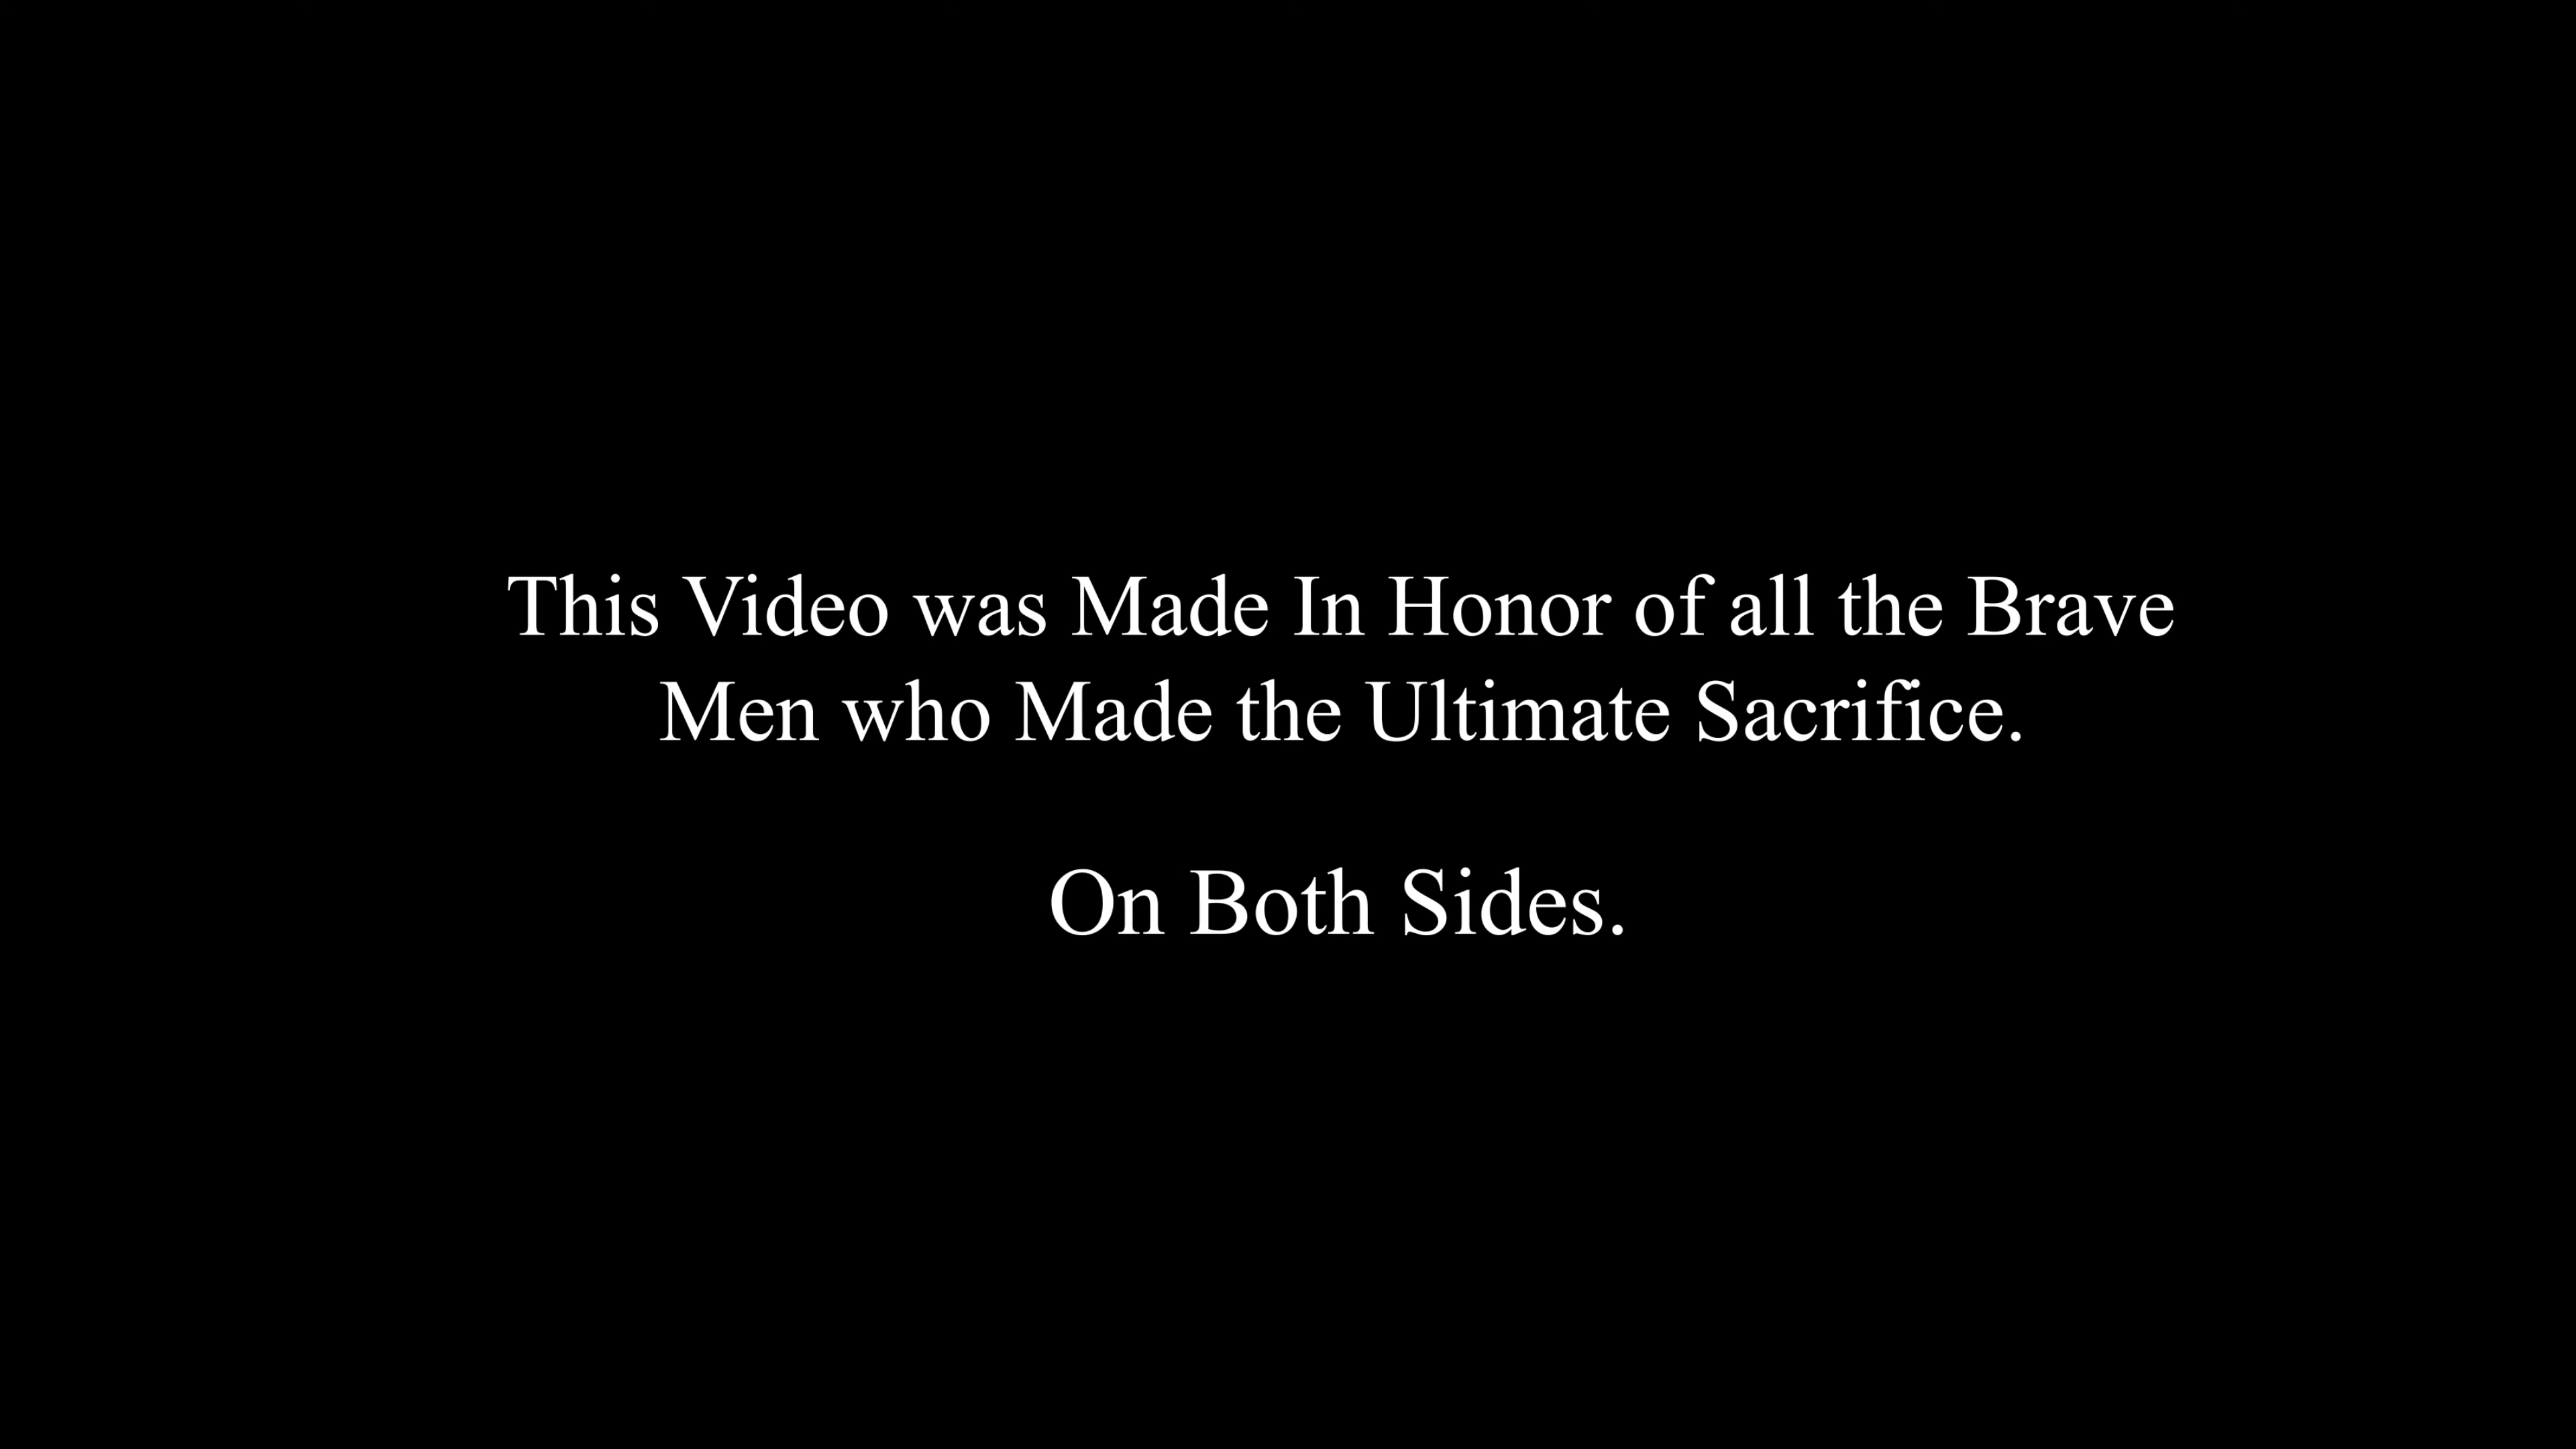 This Video was Made In Honor of all the Brave
Men who Made the Ultimate Sacrifice.
On Both Sides.